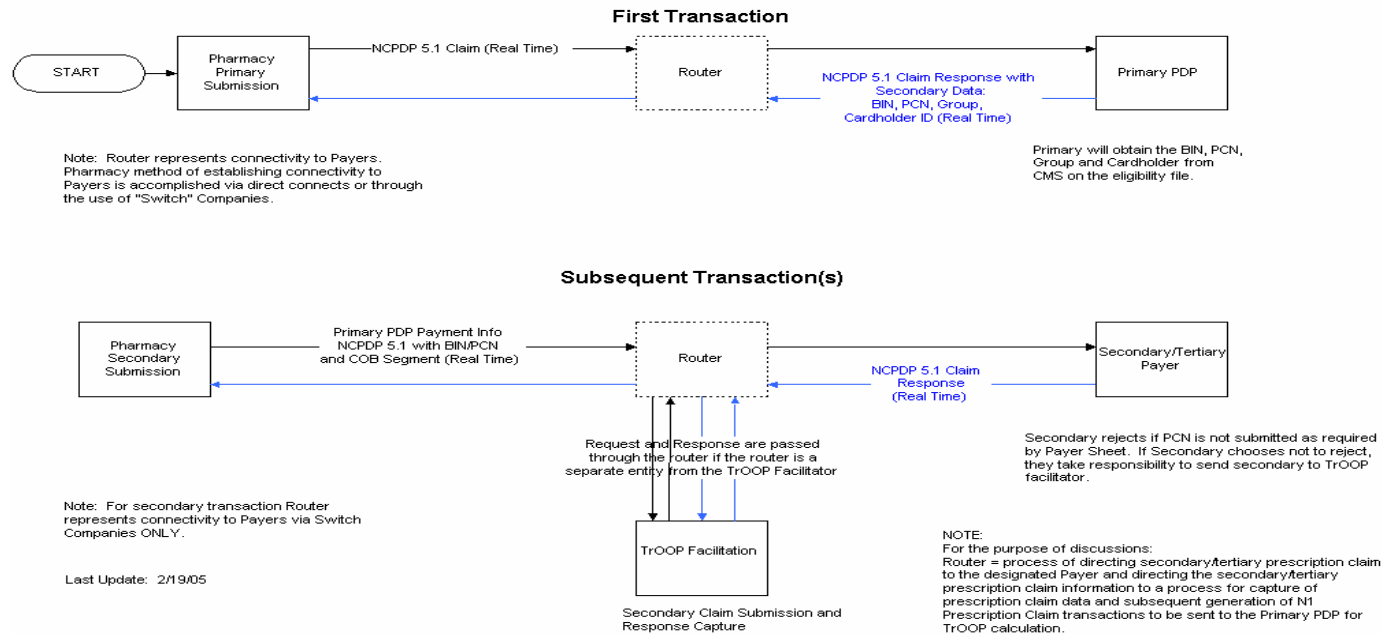 First Transaction
START
Pharmacy
Primary
Submission
NCPDP 5.1 Claim (Real Time)
Router
NCPDP 5.1 Claim Response with
Secondary Data:
BIN, PCN, Group,
Cardholder ID (Real Time)
Primary PDP
Note: Router represents connectivity to Payers.
Pharmacy method of establishing connectivity to
Payers is accomplished via direct connects or through
the use of "Switch" Companies.
Primary will obtain the BIN, PCN,
Group and Cardholder from
CMS on the eligibility file.
Subsequent Transaction(s)
Pharmacy
Secondary
Submission
Primary PDP Payment Info
NCPDP 5.1 with BIN/PCN
and COB Segment (Real Time)
Router
NCPDP 5.1 Claim
Response
(Real Time)
Secondary/Tertiary
Payer
Request and Response are passed
through the router if the router is a
separate entity from the TrOOP Facilitator
Secondary rejects if PCN is not submitted as required
by Payer Sheet. If Secondary chooses not to reject,
they take responsibility to send secondary to TrOOP
facilitator.
Note: For secondary transaction Router
represents connectivity to Payers via Switch
Companies ONLY.
Last Update: 2/19/05
TrOOP Facilitation
Secondary Claim Submission and
Response Capture
NOTE:
For the purpose of discussions:
Router = process of directing secondary/tertiary prescription claim
to the designated Payer and directing the secondary/tertiary
prescription claim information to a process for capture of
prescription claim data and subsequent generation of N1
Prescription Claim transactions to be sent to the Primary PDP for
TrOOP calculation.